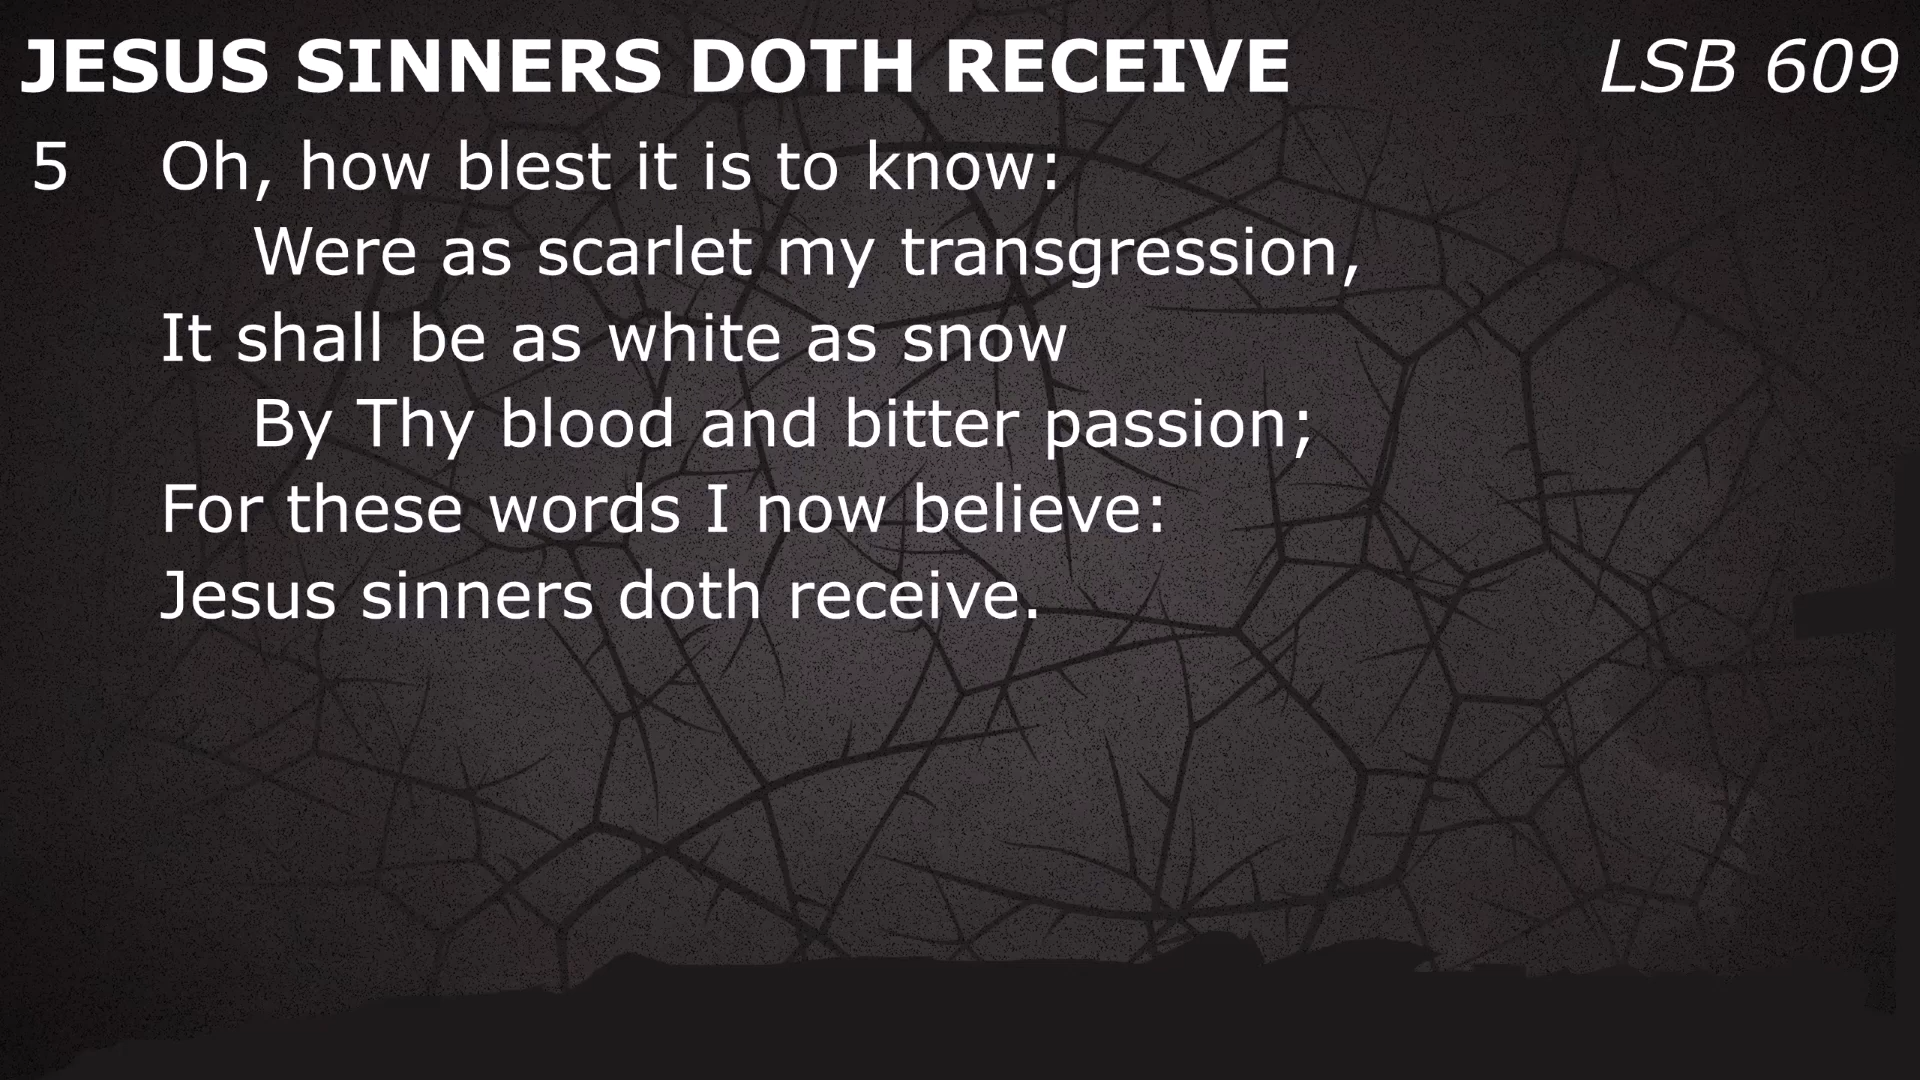 JESUS SINNERS DOTH RECEIVE LSB 609
5 Oh, how blest it is to know:
Were as scarlet my transgression,
It shall be as white as snow
By Thy blood and bitter passion;
For these words I now believe:
Jesus sinners doth receive.